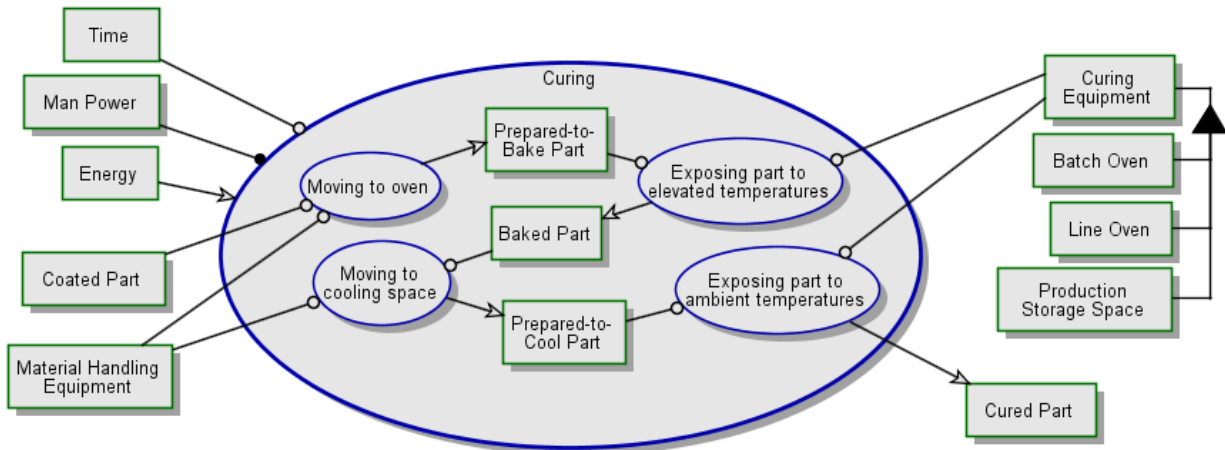 Time
Man Power
Energy
Coated Part
Material Handling
Equipment
Curing
Moving to oven
Prepared-to-
Bake Part
Exposing part to
elevated temperatures
Baked Part
Moving to
cooling space
Prepared-to-
Cool Part
Exposing part to
ambient temperatures
Curing
Equipment
Batch Oven
Line Oven
Production
Storage Space
Cured Part